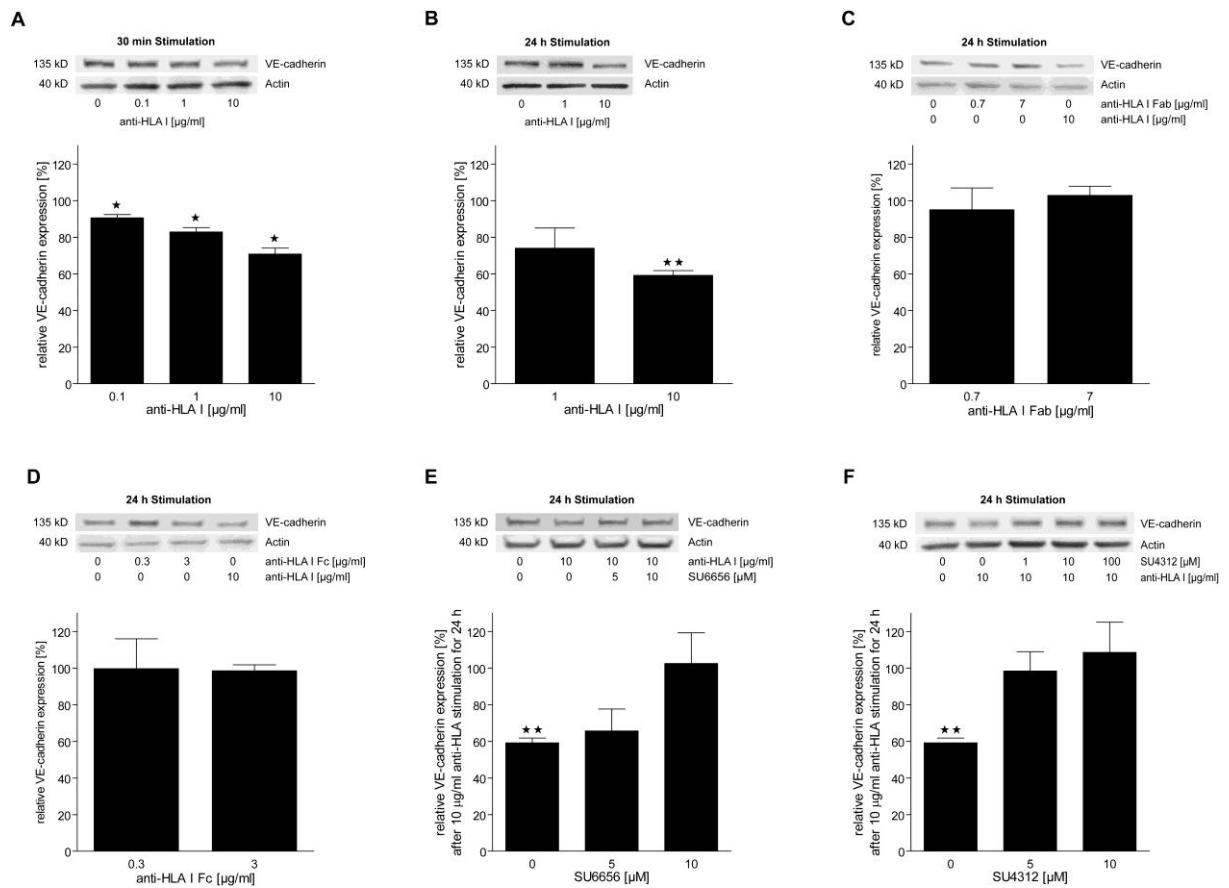 A
30 min Stimulation
135 kD VE-cadherin
40 kD Actin
0 0.1 1 10
anti-HLA I [µg/ml]
relative VE-cadherin expression [%]
120
100
80
60
40
20
0
★ ★ ★
0.1 1 10
anti-HLA I [µg/ml]
B
24 h Stimulation
135 kD VE-cadherin
40 kD Actin
0 1 10
anti-HLA I [µg/ml]
relative VE-cadherin expression [%]
120
100
80
60
40
20
0
★★
1 10
anti-HLA I [µg/ml]
C
24 h Stimulation
135 kD VE-cadherin
40 kD Actin
0 0.7 7 0 anti-HLA I Fab [µg/ml]
0 0 0 10 anti-HLA I [µg/ml]
relative VE-cadherin expression [%]
120
100
80
60
40
20
0
0.7 7
anti-HLA I Fab [µg/ml]
D
24 h Stimulation
135 kD VE-cadherin
40 kD Actin
0 0.3 3 0 anti-HLA I Fc [µg/ml]
0 0 0 10 anti-HLA I [µg/ml]
relative VE-cadherin expression [%]
120
100
80
60
40
20
0
0.3 3
anti-HLA I Fc [µg/ml]
E
24 h Stimulation
135 kD VE-cadherin
40 kD Actin
0 10 10 10 anti-HLA I [µg/ml]
0 0 5 10 SU6656 [µM]
relative VE-cadherin expression [%]
after 10 µg/ml anti-HLA stimulation for 24 h
120
100
80
60
40
20
0
★★
0 5 10
SU6656 [µM]
F
24 h Stimulation
135 kD VE-cadherin
40 kD Actin
0 0 1 10 100 SU4312 [µM]
0 10 10 10 10 anti-HLA I [µg/ml]
relative VE-cadherin expression [%]
after 10 µg/ml anti-HLA stimulation for 24 h
120
100
80
60
40
20
0
★★
0 5 10
SU4312 [µM]